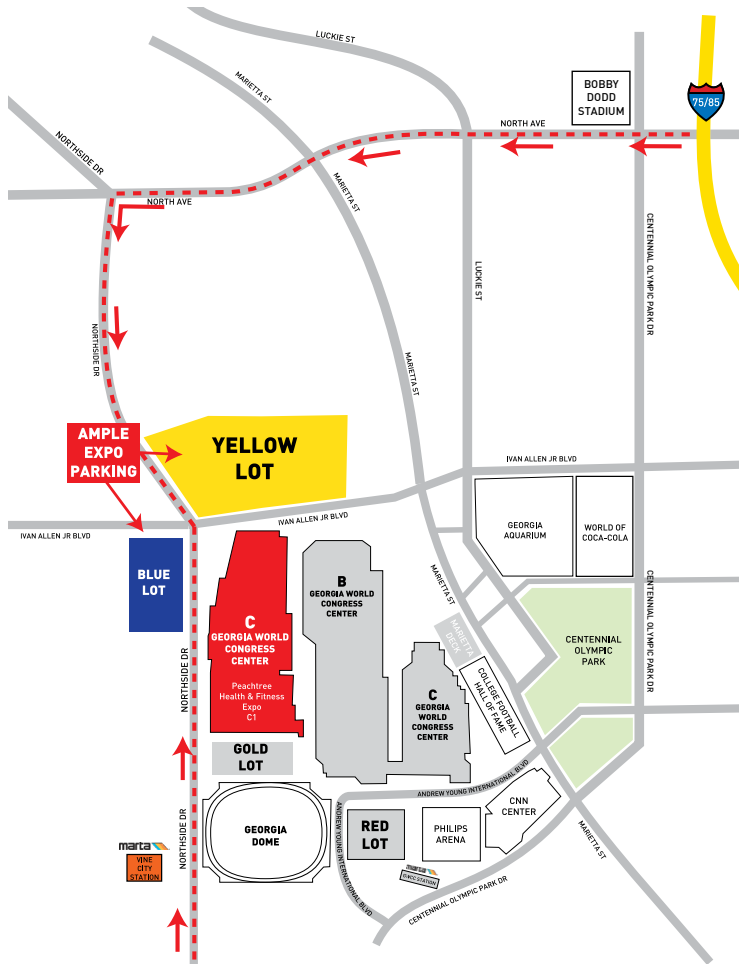 LUCKIE ST
MARIETTA ST
BOBBY
DODD
STADIUM
75/85
NORTH AVE
NORTHSIDE DR
NORTH AVE
MARIETTA ST
CENTENNIAL OLYMPIC PARK DR
LUCKIE ST
NORTHSIDE DR
MARIETTA ST
AMPLE
EXPO
PARKING
YELLOW
LOT
IVAN ALLEN JR BLVD
IVAN ALLEN JR BLVD
IVAN ALLEN JR BLVD
GEORGIA
AQUARIUM
WORLD OF
COCA-COLA
BLUE
LOT
B
GEORGIA WORLD
CONGRESS
CENTER
MARIETTA ST
CENTENNIAL OLYMPIC PARK DR
C
GEORGIA WORLD
CONGRESS
CENTER
Peachtree
Health & Fitness
Expo
C1
MARIETTA
DECK
CENTENNIAL
OLYMPIC
PARK
NORTHSIDE DR
C
GEORGIA
WORLD
CONGRESS
CENTER
COLLEGE FOOTBALL
HALL OF FAME
GOLD
LOT
ANDREW YOUNG INTERNATIONAL BLVD
CNN
CENTER
GEORGIA
DOME
ANDREW YOUNG INTERNATIONAL BLVD
RED
LOT
PHILIPS
ARENA
MARIETTA ST
NORTHSIDE DR
marta
VINE
CITY
STATION
marta
GWCC STATION
CENTENNIAL OLYMPIC PARK DR